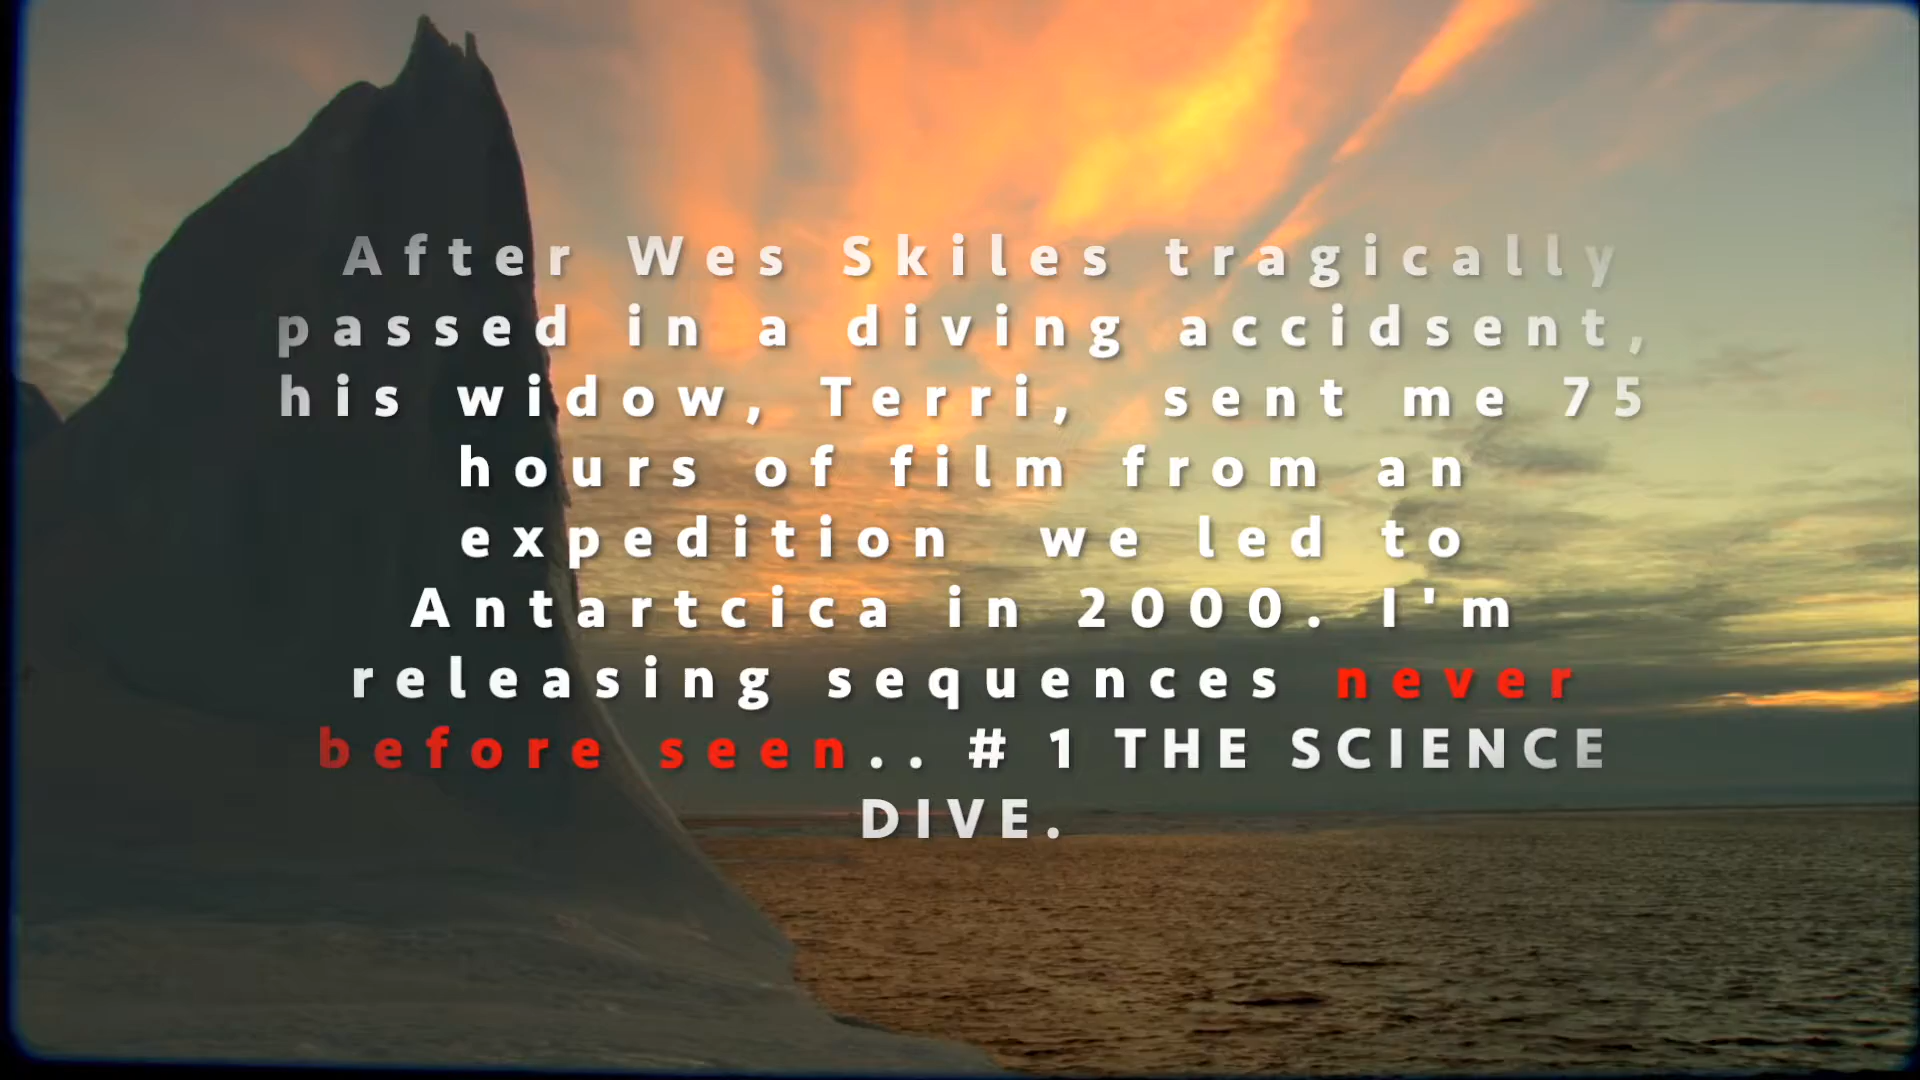 After Wes Skiles tragically
passed in a diving accidsent,
his widow, Terri, sent me 75
hours of film from an
expedition we led to
Antartcica in 2000. I'm
releasing sequences never
before seen.. # 1 THE SCIENCE
DIVE.